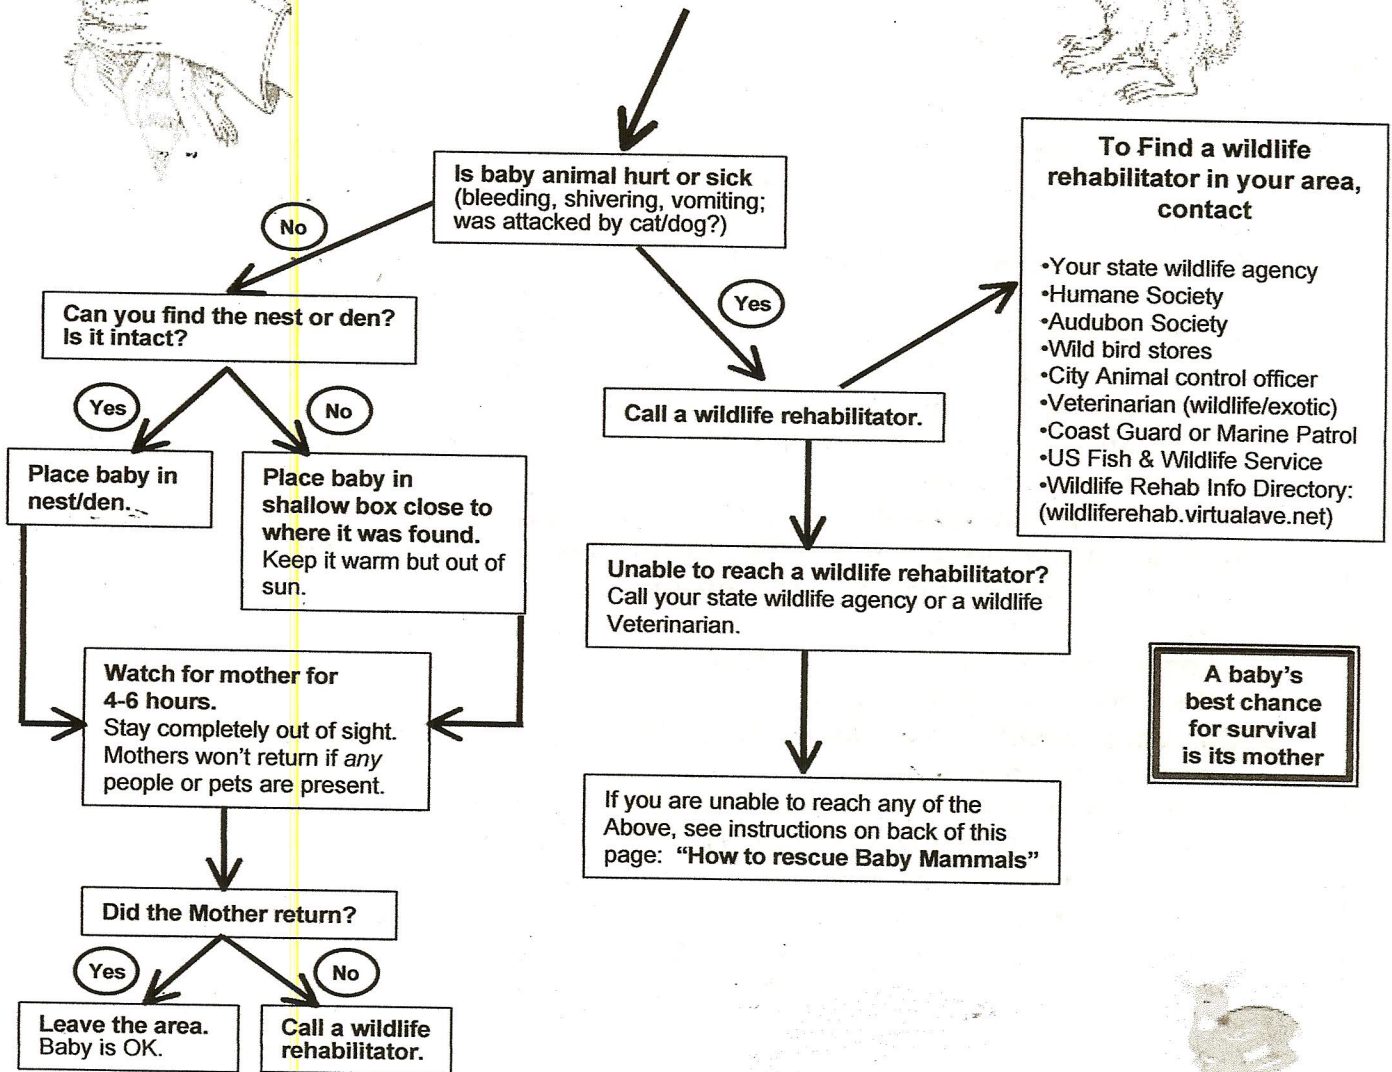 Is baby animal hurt or sick
(bleeding, shivering, vomiting;
was attacked by cat/dog?)
No
Yes
Can you find the nest or den?
Is it intact?
Yes
No
Place baby in
nest/den.
Place baby in
shallow box close to
where it was found.
Keep it warm but out of
sun.
Watch for mother for
4-6 hours.
Stay completely out of sight.
Mothers won't return if any
people or pets are present.
Did the Mother return?
Yes
No
Leave the area.
Baby is OK.
Call a wildlife
rehabilitator.
Call a wildlife rehabilitator.
Unable to reach a wildlife rehabilitator?
Call your state wildlife agency or a wildlife
Veterinarian.
If you are unable to reach any of the
Above, see instructions on back of this
page: “How to rescue Baby Mammals”
To Find a wildlife
rehabilitator in your area,
contact
•Your state wildlife agency
•Humane Society
•Audubon Society
•Wild bird stores
•City Animal control officer
•Veterinarian (wildlife/exotic)
•Coast Guard or Marine Patrol
•US Fish & Wildlife Service
•Wildlife Rehab Info Directory:
(wildliferehab.virtualave.net)
A baby's
best chance
for survival
is its mother